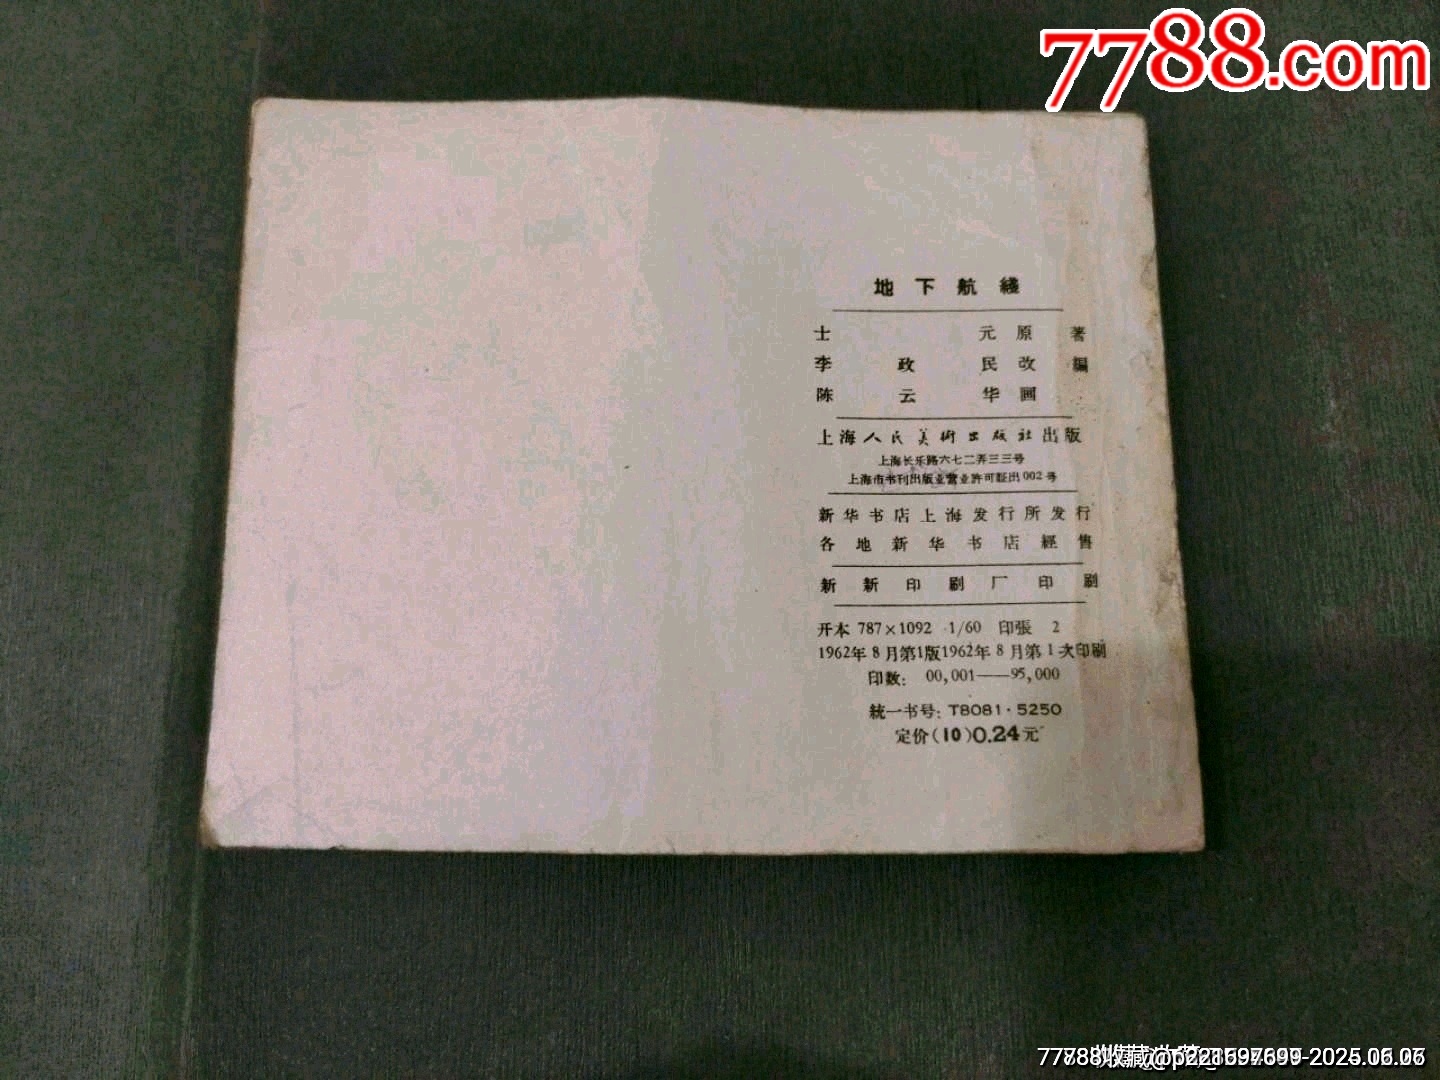 7788.com
地下航綫
士元原著
李政民改編
陈云华画
上海人民美術出版社出版
上海长乐路六七二弄三三号
上海市书刊出版业营业許可証出002号
新华书店上海发行所发行
各地新华书店經售
新新印刷厂印刷
开本 787×1092 1/60 印張 2
1962年8月第1版1962年8月第1次印刷
印数: 00,001——95,000
統一书号: T8081·5250
定价(10)0.24元